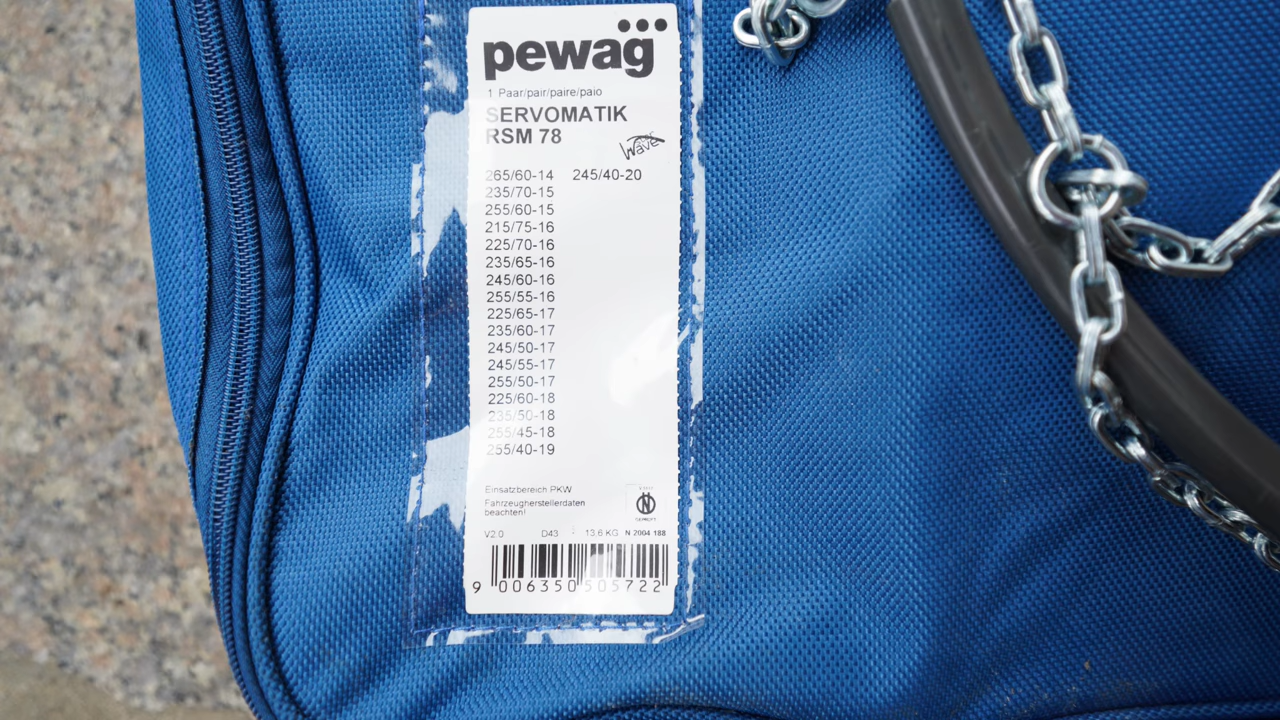 pewag
1 Paar/pair/paire/paio
SERVOMATIK
RSM 78
Wave
265/60-14 245/40-20
235/70-15
255/60-15
215/75-16
225/70-16
235/65-16
245/60-16
255/55-16
225/65-17
235/60-17
245/50-17
245/55-17
255/50-17
225/60-18
235/50-18
255/45-18
255/40-19
Einsatzbereich PKW
Fahrzeugherstellerdaten
beachten!
GEPRÜFT
V2.0 D43 13,6 KG N 2004 188
9 006350 505722